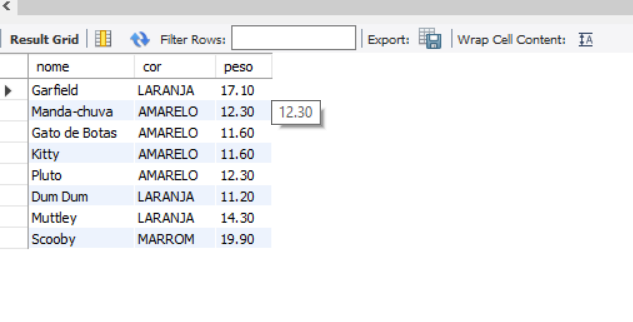 Result Grid Filter Rows: Export: Wrap Cell Content: IA
nome cor peso
Garfield LARANJA 17.10
Manda-chuva AMARELO 12.30 12.30
Gato de Botas AMARELO 11.60
Kitty AMARELO 11.60
Pluto AMARELO 12.30
Dum Dum LARANJA 11.20
Muttley LARANJA 14.30
Scooby MARROM 19.90